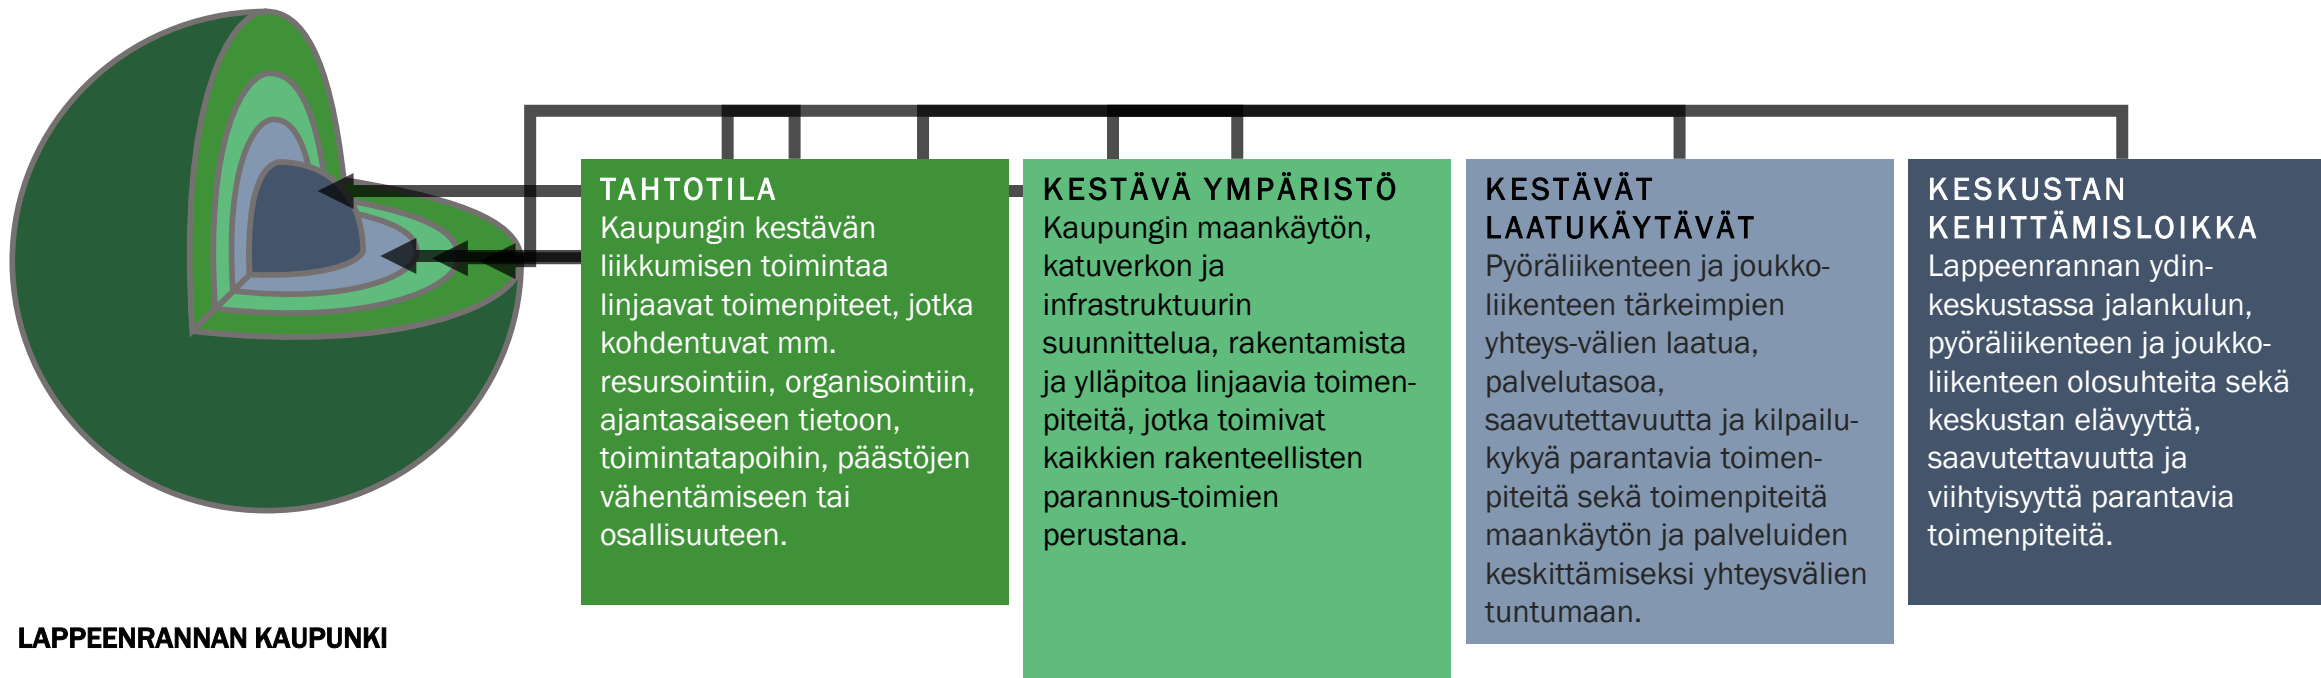 TAHTOTILA
Kaupungin kestävän
liikkumisen toimintaa
linjaavat toimenpiteet, jotka
kohdentuvat mm.
resursointiin, organisointiin,
ajantasaiseen tietoon,
toimintatapoihin, päästöjen
vähentämiseen tai
osallisuuteen.
KESTÄVÄ YMPÄRISTÖ
Kaupungin maankäytön,
katuverkon ja
infrastruktuurin
suunnittelua, rakentamista
ja ylläpitoa linjaavia toimen-
piteitä, jotka toimivat
kaikkien rakenteellisten
parannus-toimien
perustana.
KESTÄVÄT
LAATUKÄYTÄVÄT
Pyöräliikenteen ja joukko-
liikenteen tärkeimpien
yhteys-välien laatua,
palvelutasoa,
saavutettavuutta ja kilpailu-
kykyä parantavia toimen-
piteitä sekä toimenpiteitä
maankäytön ja palveluiden
keskittämiseksi yhteysvälien
tuntumaan.
KESKUSTAN
KEHITTÄMISLOIKKA
Lappeenrannan ydin-
keskustassa jalankulun,
pyöräliikenteen ja joukko-
liikenteen olosuhteita sekä
keskustan elävyyttä,
saavutettavuutta ja
viihtyisyyttä parantavia
toimenpiteitä.
LAPPEENRANNAN KAUPUNKI